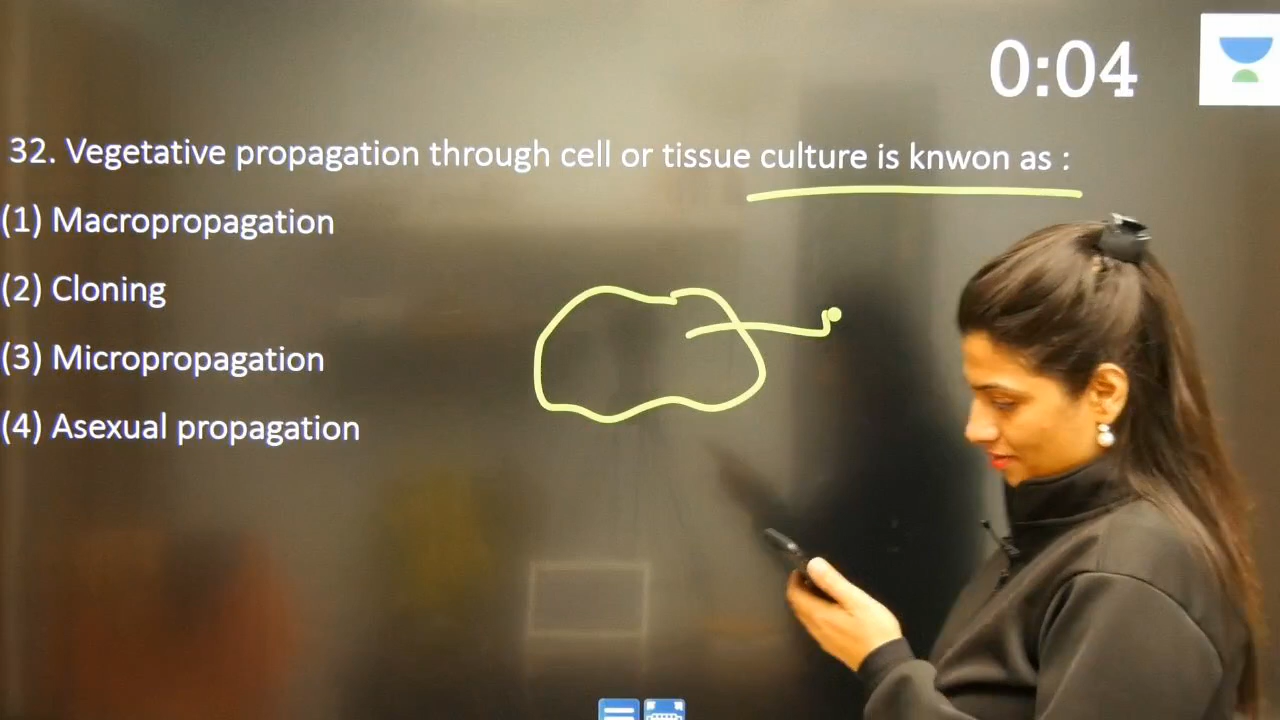 0:04
32. Vegetative propagation through cell or tissue culture is knwon as :
(1) Macropropagation
(2) Cloning
(3) Micropropagation
(4) Asexual propagation